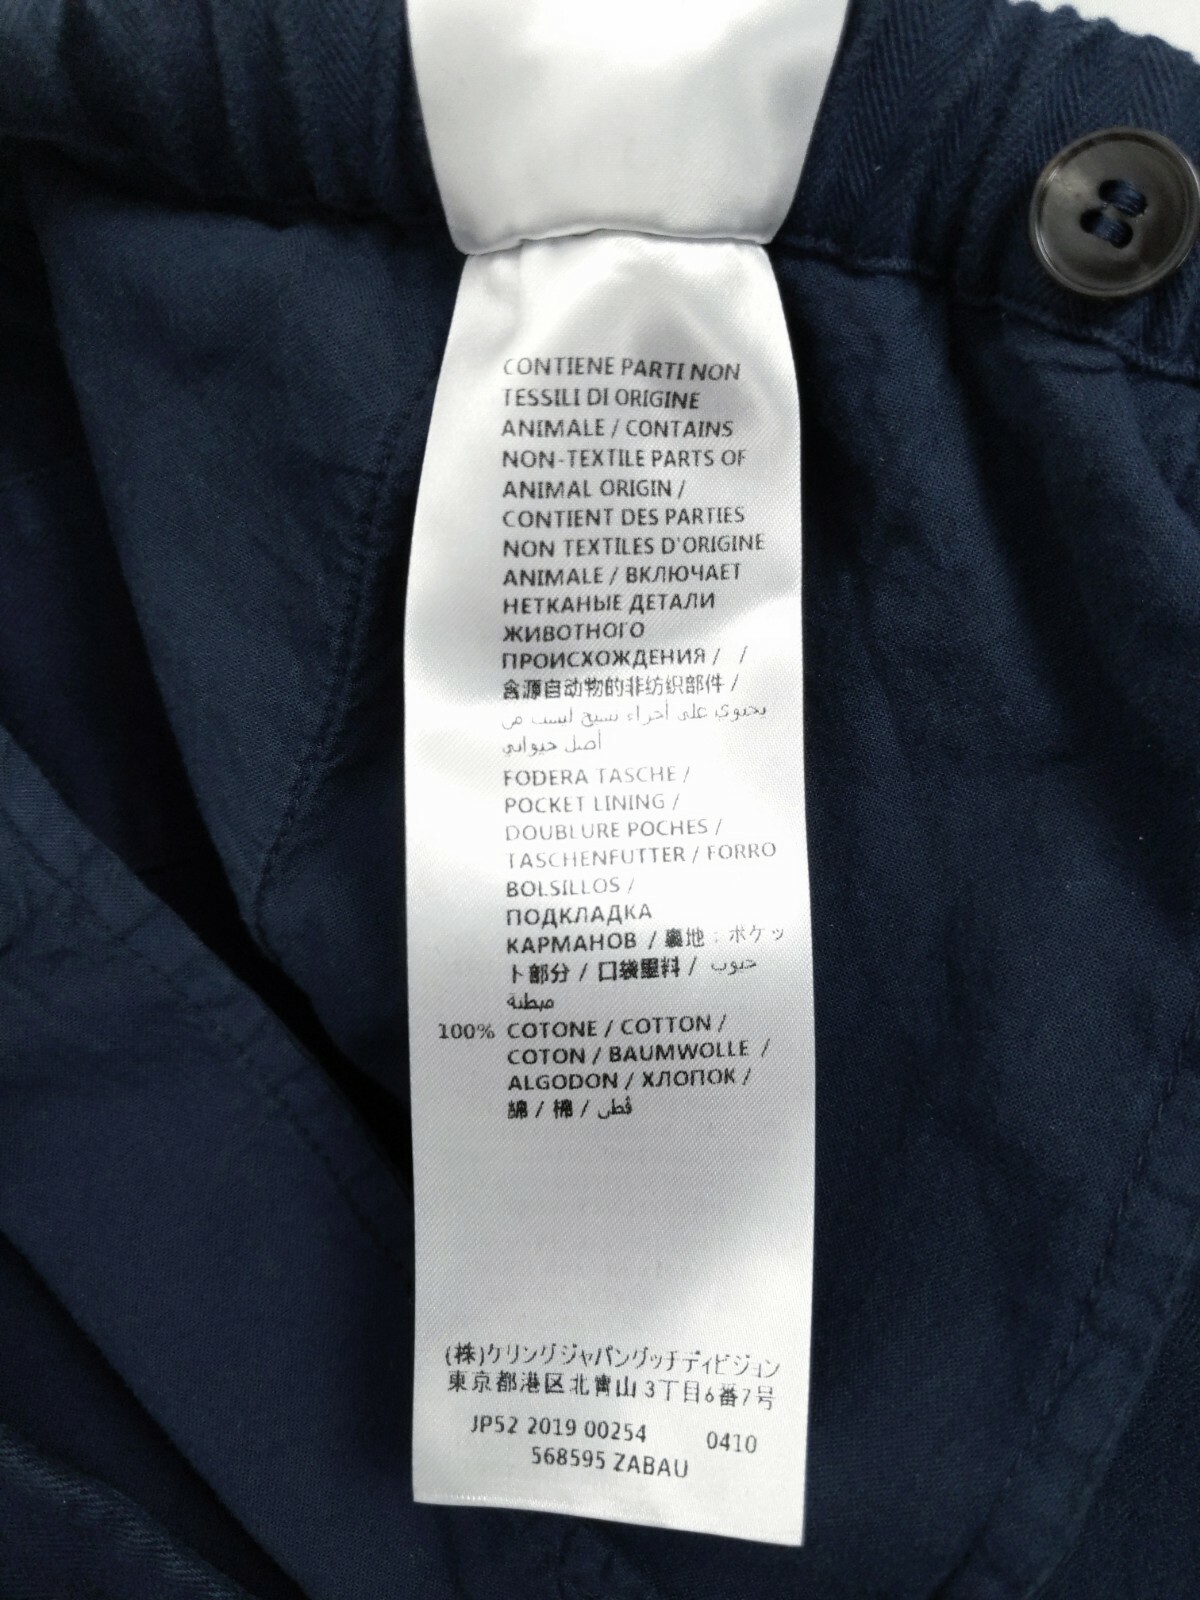 CONTIENE PARTI NON
TESSILI DI ORIGINE
ANIMALE / CONTAINS
NON-TEXTILE PARTS OF
ANIMAL ORIGIN /
CONTIENT DES PARTIES
NON TEXTILES D'ORIGINE
ANIMALE / ВКЛЮЧАЕТ
НЕТКАНЫЕ ДЕТАЛИ
ЖИВОТНОГО
ПРОИСХОЖДЕНИЯ / /
含源自动物的非纺织部件 /
يحتوي على أجزاء نسيج ليست من
أصل حيواني
FODERA TASCHE /
POCKET LINING /
DOUBLURE POCHES /
TASCHENFUTTER / FORRO
BOLSILLOS /
ПОДКЛАДКА
КАРМАНОВ / 裏地：ポケッ
ト部分 / 口袋里料 / جيوب
مبطنة
100% COTONE / COTTON /
COTON / BAUMWOLLE /
ALGODON / ХЛОПОК /
綿 / 棉 / قطن
(株)ケリングジャパングッチディビジョン
東京都港区北青山3丁目6番7号
JP52 2019 00254 0410
568595 ZABAU